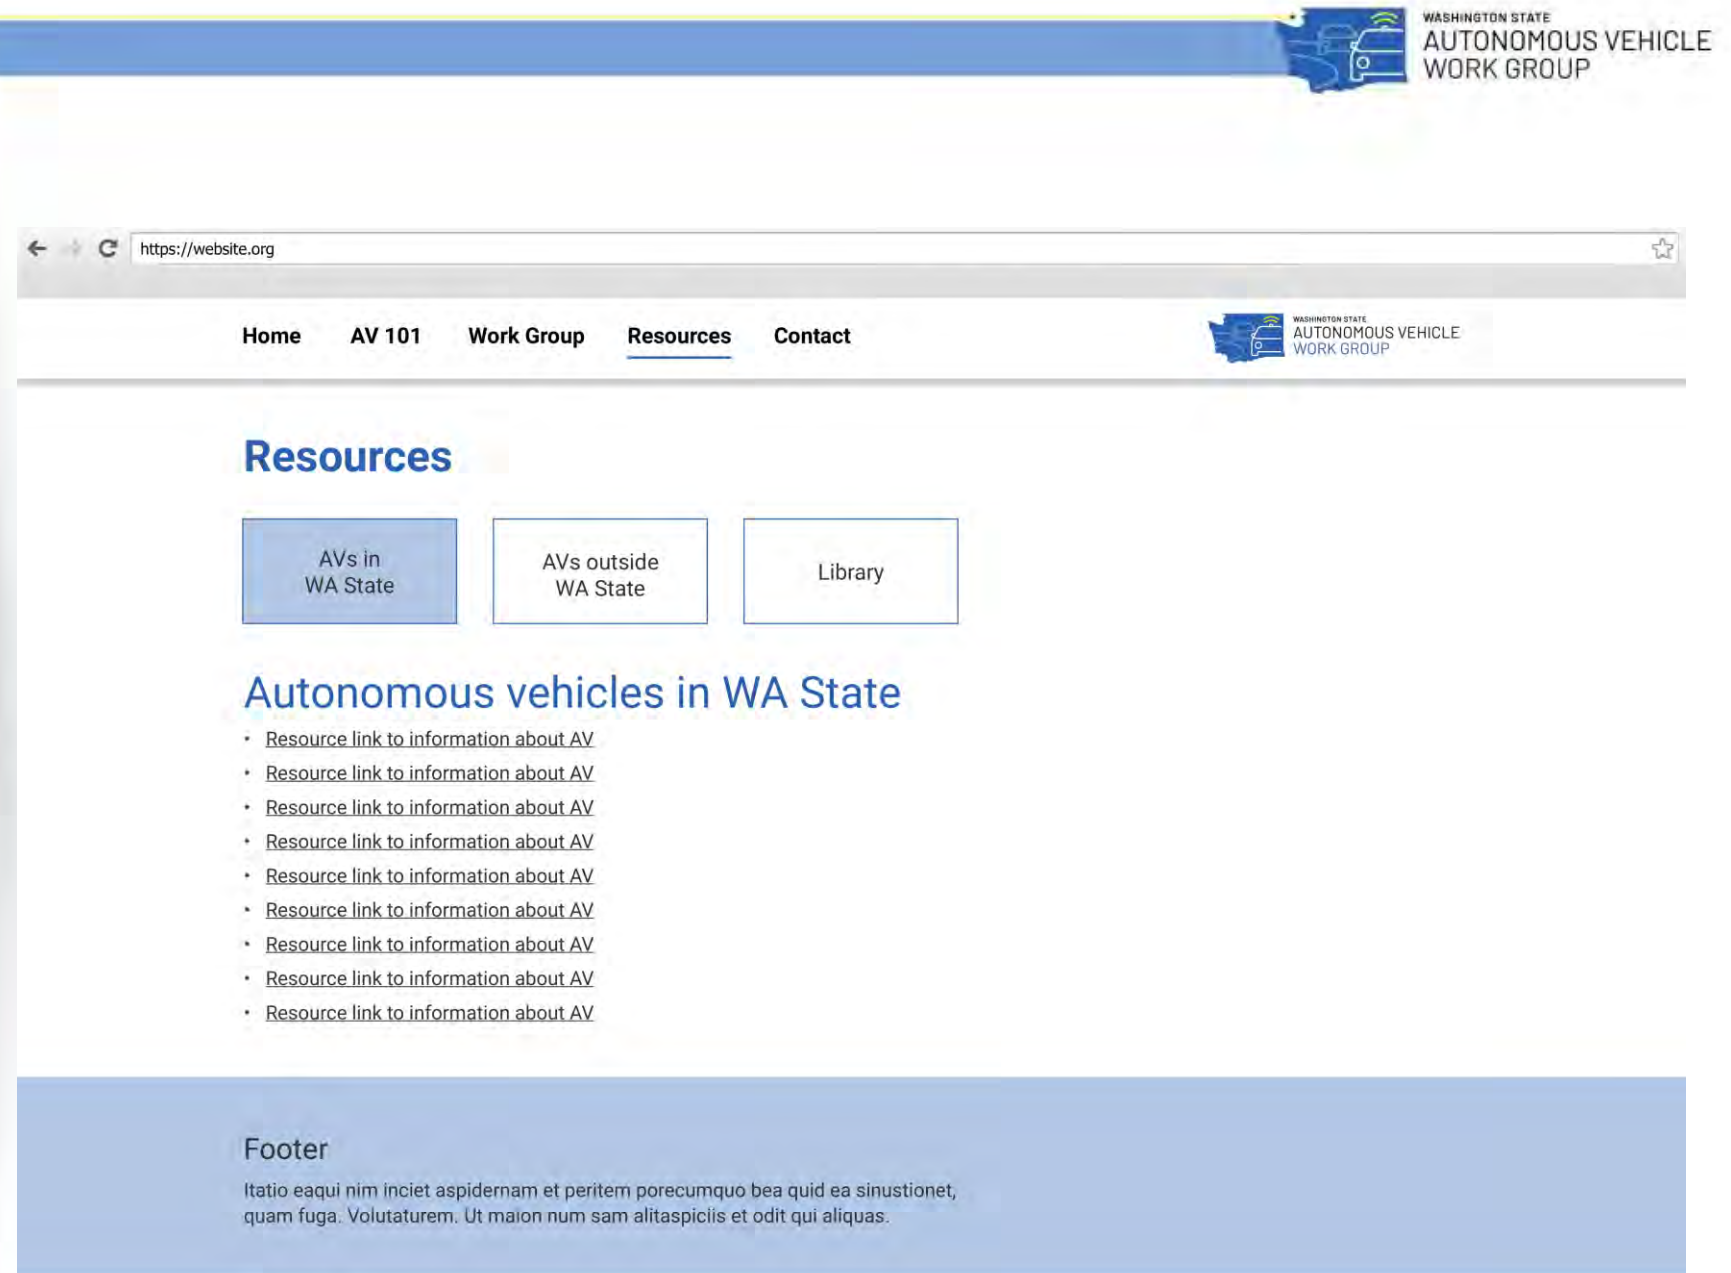 WASHINGTON STATE
AUTONOMOUS VEHICLE
WORK GROUP
https://website.org
Home AV 101 Work Group Resources Contact
WASHINGTON STATE
AUTONOMOUS VEHICLE
WORK GROUP
Resources
AVs in
WA State
AVs outside
WA State
Library
Autonomous vehicles in WA State
• Resource link to information about AV
• Resource link to information about AV
• Resource link to information about AV
• Resource link to information about AV
• Resource link to information about AV
• Resource link to information about AV
• Resource link to information about AV
• Resource link to information about AV
• Resource link to information about AV
Footer
Itatio eaqui nim inciet aspidernam et peritem porecumquo bea quid ea sinustionet,
quam fuga. Volutaturem. Ut maion num sam alitaspiciis et odit qui aliquas.